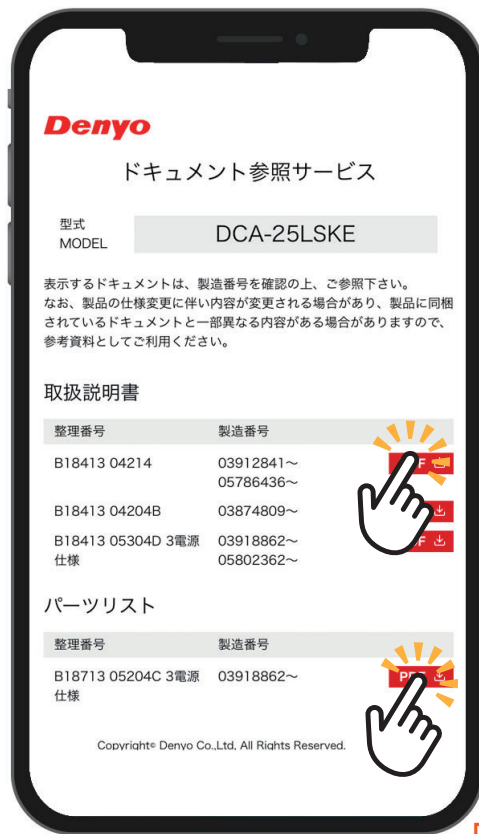 Denyo
ドキュメント参照サービス
型式
MODEL
DCA-25LSKE
表示するドキュメントは、製造番号を確認の上、ご参照下さい。
なお、製品の仕様変更に伴い内容が変更される場合があり、製品に同梱
されているドキュメントと一部異なる内容がある場合がありますので、
参考資料としてご利用ください。
取扱説明書
整理番号 製造番号
B18413 04214 03912841～
05786436～
B18413 04204B 03874809～
B18413 05304D 3電源 03918862～
仕様 05802362～
パーツリスト
整理番号 製造番号
B18713 05204C 3電源 03918862～
仕様
Copyright© Denyo Co.,Ltd, All Rights Reserved.